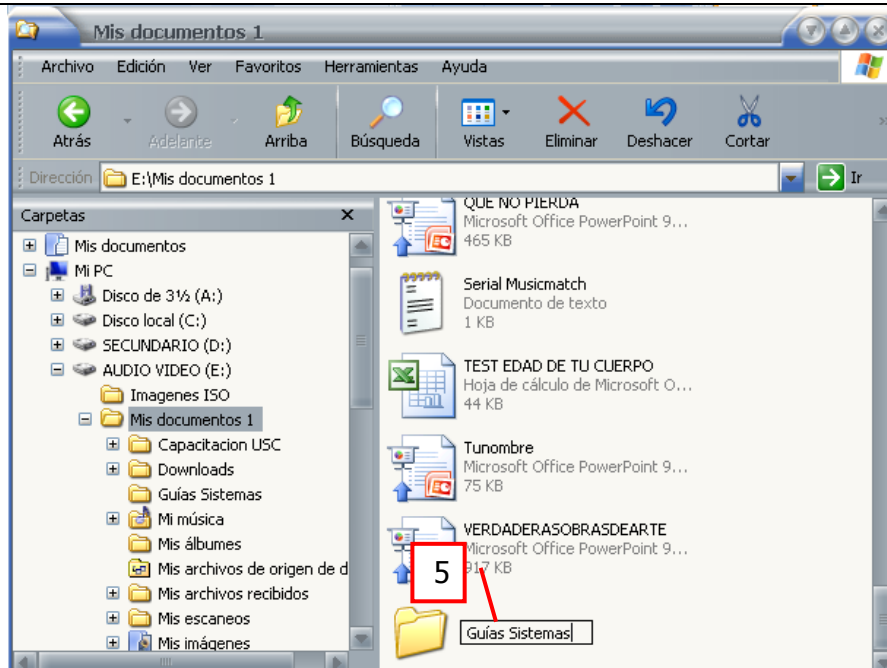 Mis documentos 1
Archivo Edición Ver Favoritos Herramientas Ayuda
Atrás Adelante Arriba Búsqueda Vistas Eliminar Deshacer Cortar
Dirección E:\Mis documentos 1 Ir
Carpetas
Mis documentos
Mi PC
Disco de 3½ (A:)
Disco local (C:)
SECUNDARIO (D:)
AUDIO VIDEO (E:)
Imagenes ISO
Mis documentos 1
Capacitacion USC
Downloads
Guías Sistemas
Mi música
Mis álbumes
Mis archivos de origen de d
Mis archivos recibidos
Mis escaneos
Mis imágenes
QUE NO PIERDA
Microsoft Office PowerPoint 9...
465 KB
Serial Musicmatch
Documento de texto
1 KB
TEST EDAD DE TU CUERPO
Hoja de cálculo de Microsoft O...
44 KB
Tunombre
Microsoft Office PowerPoint 9...
75 KB
VERDADERASOBRASDEARTE
Microsoft Office PowerPoint 9...
917 KB
5
Guías Sistemas